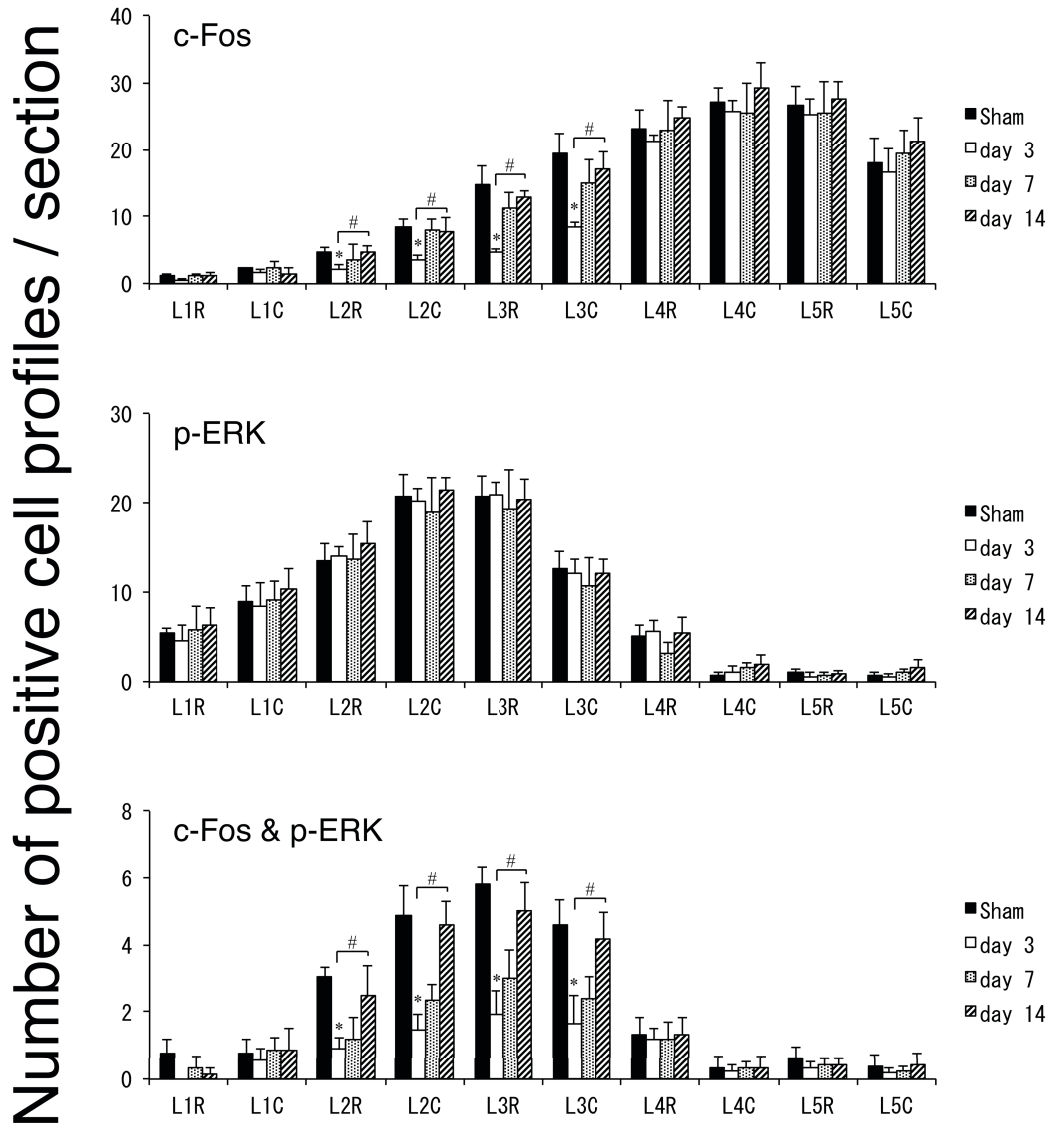 Number of positive cell profiles / section
c-Fos
40
30
20
10
0
#
#
#
#
*
*
*
*
L1R L1C L2R L2C L3R L3C L4R L4C L5R L5C
Sham
day 3
day 7
day 14
p-ERK
30
20
10
0
L1R L1C L2R L2C L3R L3C L4R L4C L5R L5C
Sham
day 3
day 7
day 14
c-Fos & p-ERK
8
6
4
2
0
#
#
#
#
*
*
*
*
L1R L1C L2R L2C L3R L3C L4R L4C L5R L5C
Sham
day 3
day 7
day 14